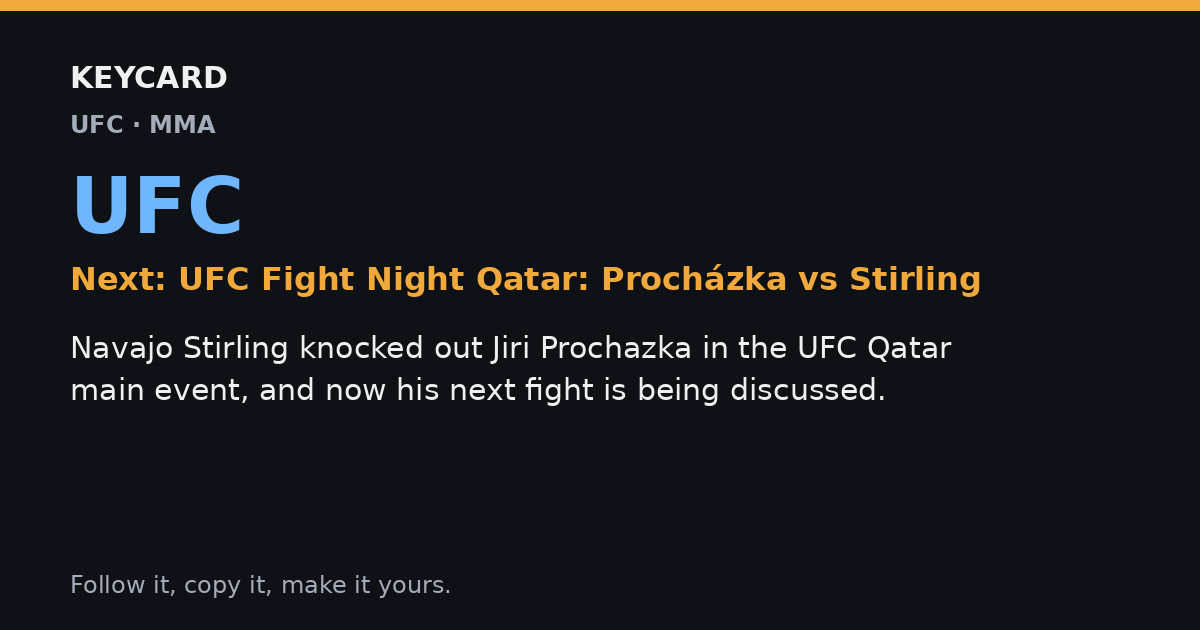 KEYCARD
UFC · MMA
UFC
Next: UFC Fight Night Qatar: Procházka vs Stirling
Navajo Stirling knocked out Jiri Prochazka in the UFC Qatar
main event, and now his next fight is being discussed.
Follow it, copy it, make it yours.